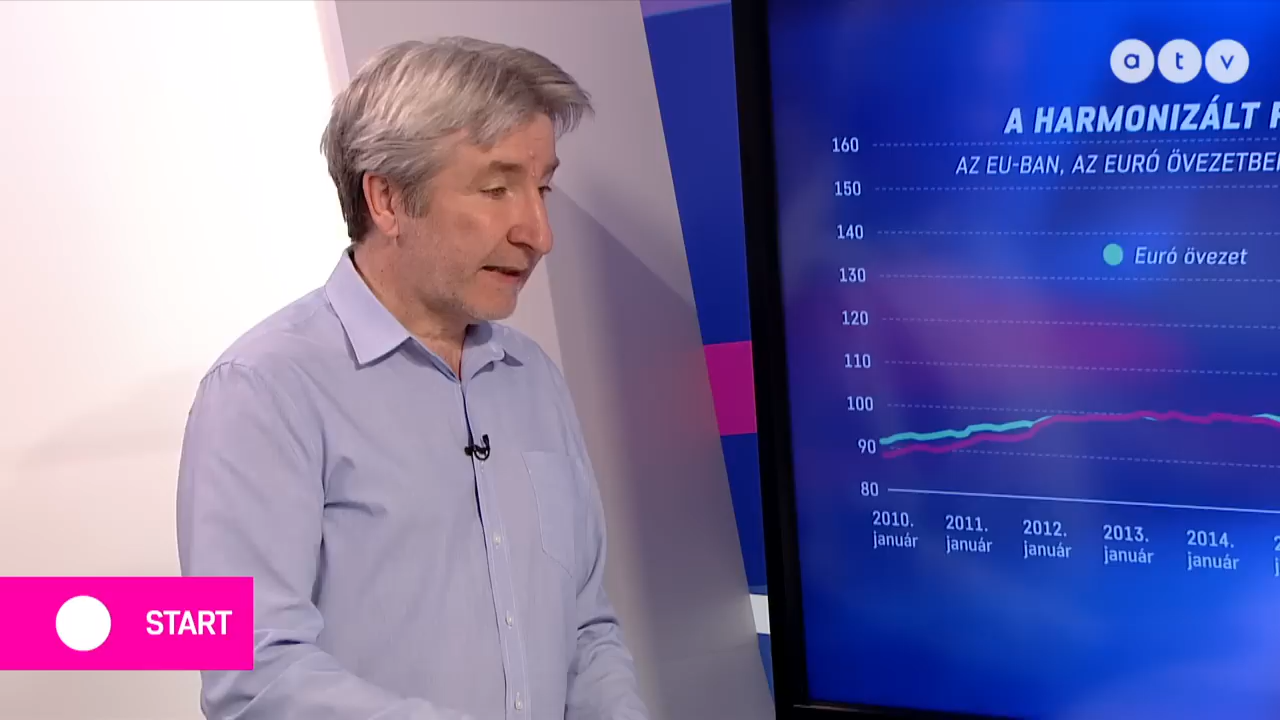 atv
A HARMONIZÁLT
AZ EU-BAN, AZ EURÓ ÖVEZETBEN
Euró övezet
160
150
140
130
120
110
100
90
80
2010. január
2011. január
2012. január
2013. január
2014. január
START